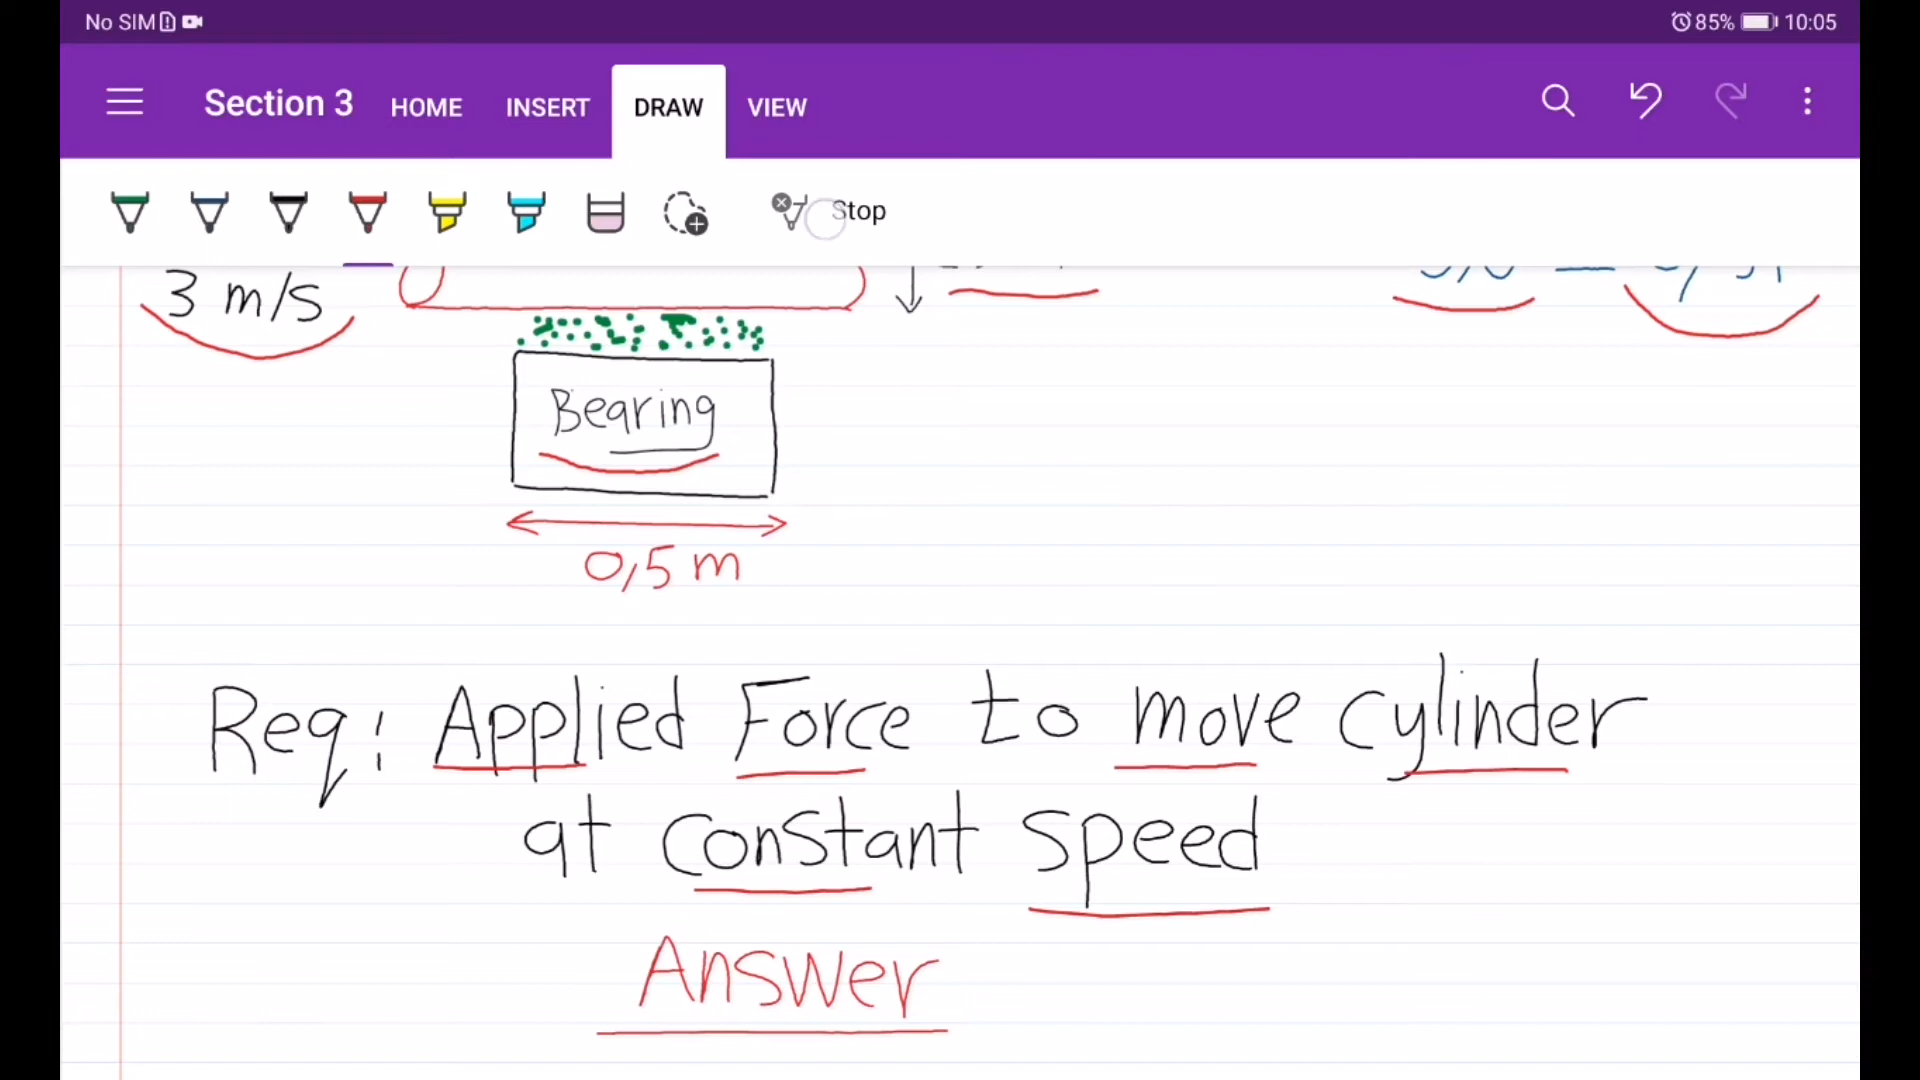 No SIM 85% 10:05
Section 3 HOME INSERT DRAW VIEW
Stop
3 m/s
Bearing
0,5 m
Req: Applied Force to move cylinder
at constant speed
Answer